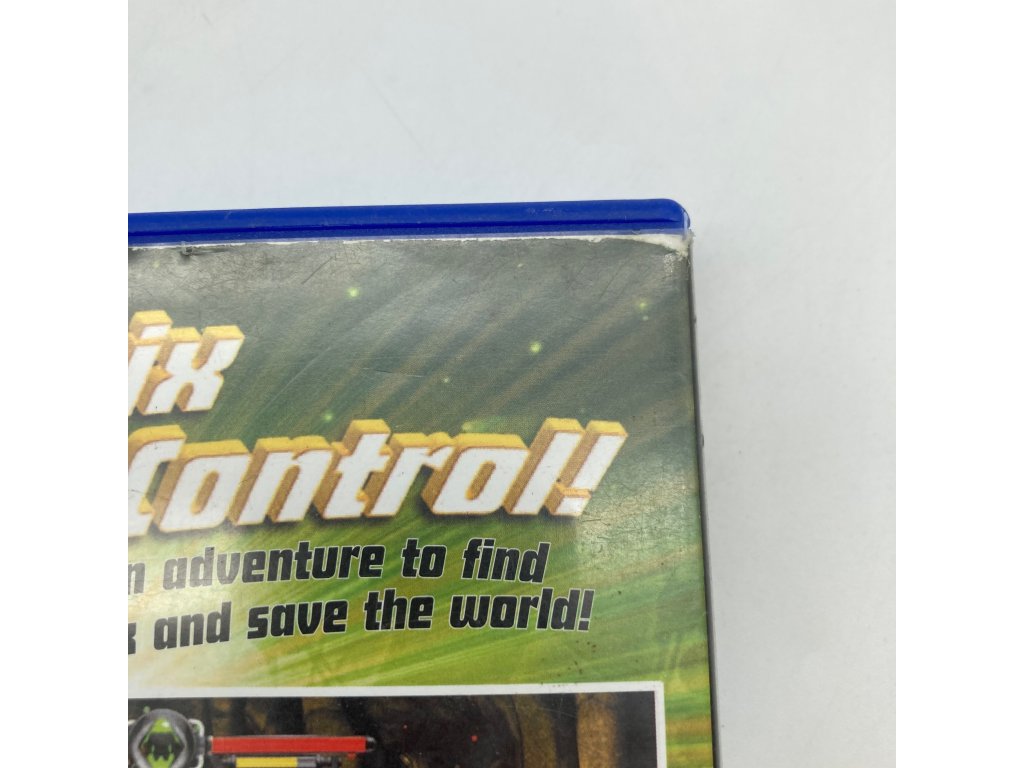 ix
Control!
n adventure to find
and save the world!